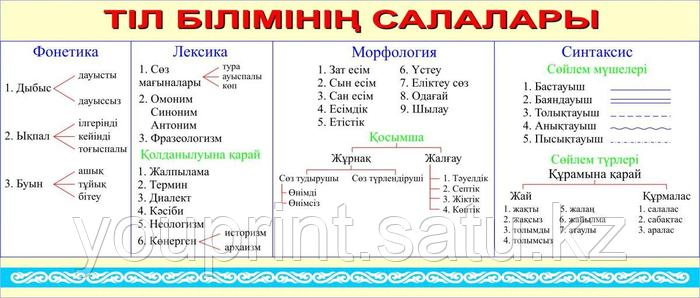 ТІЛ БІЛІМІНІҢ САЛАЛАРЫ
Фонетика
1. Дыбыс
дауысты
дауыссыз
2. Ықпал
ілгерінді
кейінді
тоғыспалы
3. Буын
ашық
тұйық
бітеу
Лексика
1. Сөз
мағыналары
тура
ауыспалы
көп
2. Омоним
Синоним
Антоним
3. Фразеологизм
Қолданылуына қарай
1. Жалпылама
2. Термин
3. Диалект
4. Кәсіби
5. Неологизм
6. Көнерген
историзм
архаизм
Морфология
1. Зат есім
2. Сын есім
3. Сан есім
4. Есімдік
5. Етістік
6. Үстеу
7. Еліктеу сөз
8. Одағай
9. Шылау
Қосымша
Жұрнақ
Жалғау
Сөз тудырушы
Сөз түрлендіруші
Өнімді
Өнімсіз
1. Тәуелдік
2. Септік
3. Жіктік
4. Көптік
Синтаксис
Сөйлем мүшелері
1. Бастауыш
2. Баяндауыш
3. Толықтауыш
4. Анықтауыш
5. Пысықтауыш
Сөйлем түрлері
Құрамына қарай
Жай
Құрмалас
1. жақты
2. жақсыз
3. толымды
4. толымсыз
5. жалаң
6. жайылма
7. атаулы
1. салалас
2. сабақтас
3. аралас
youprint.satu.kz